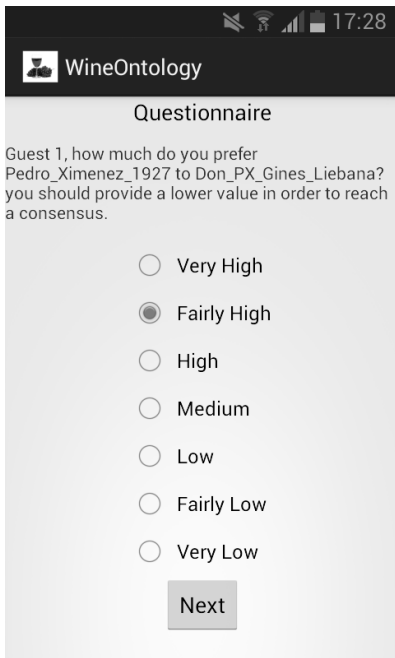 17:28
WineOntology
Questionnaire
Guest 1, how much do you prefer
Pedro_Ximenez_1927 to Don_PX_Gines_Liebana?
you should provide a lower value in order to reach
a consensus.
Very High
Fairly High
High
Medium
Low
Fairly Low
Very Low
Next